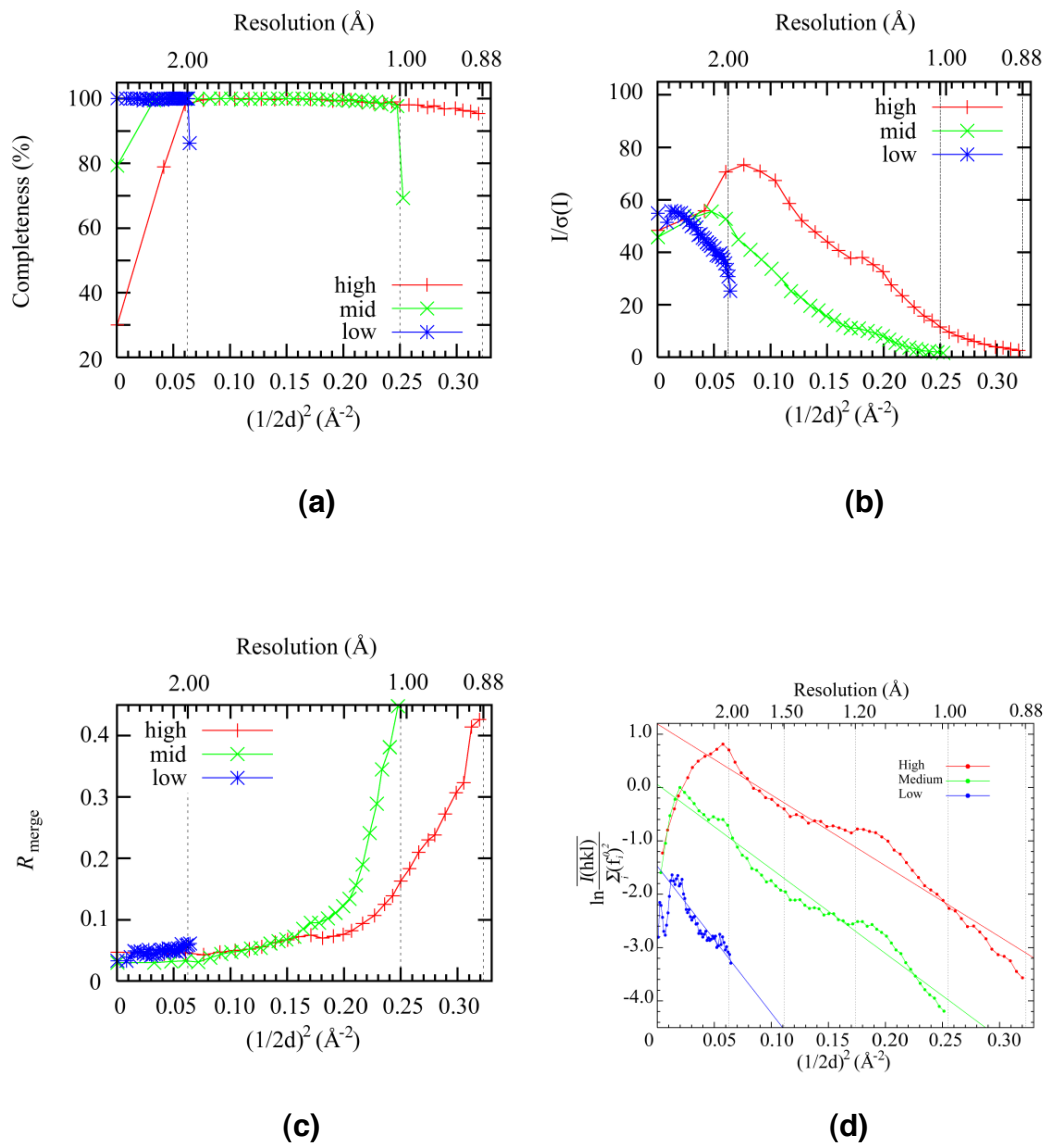 Resolution (Å)
2.00 1.00 0.88
Completeness (%)
100
80
60
40
20
high
mid
low
0 0.05 0.10 0.15 0.20 0.25 0.30
(1/2d)² (Å⁻²)
(a)
Resolution (Å)
2.00 1.00 0.88
I/σ(I)
100
80
60
40
20
0
high
mid
low
0 0.05 0.10 0.15 0.20 0.25 0.30
(1/2d)² (Å⁻²)
(b)
Resolution (Å)
2.00 1.00 0.88
R merge
0.4
0.3
0.2
0.1
0
high
mid
low
0 0.05 0.10 0.15 0.20 0.25 0.30
(1/2d)² (Å⁻²)
(c)
Resolution (Å)
2.00 1.50 1.20 1.00 0.88
1.0
0.0
-1.0
-2.0
-3.0
-4.0
High
Medium
Low
0 0.05 0.10 0.15 0.20 0.25 0.30
(1/2d)² (Å⁻²)
(d)